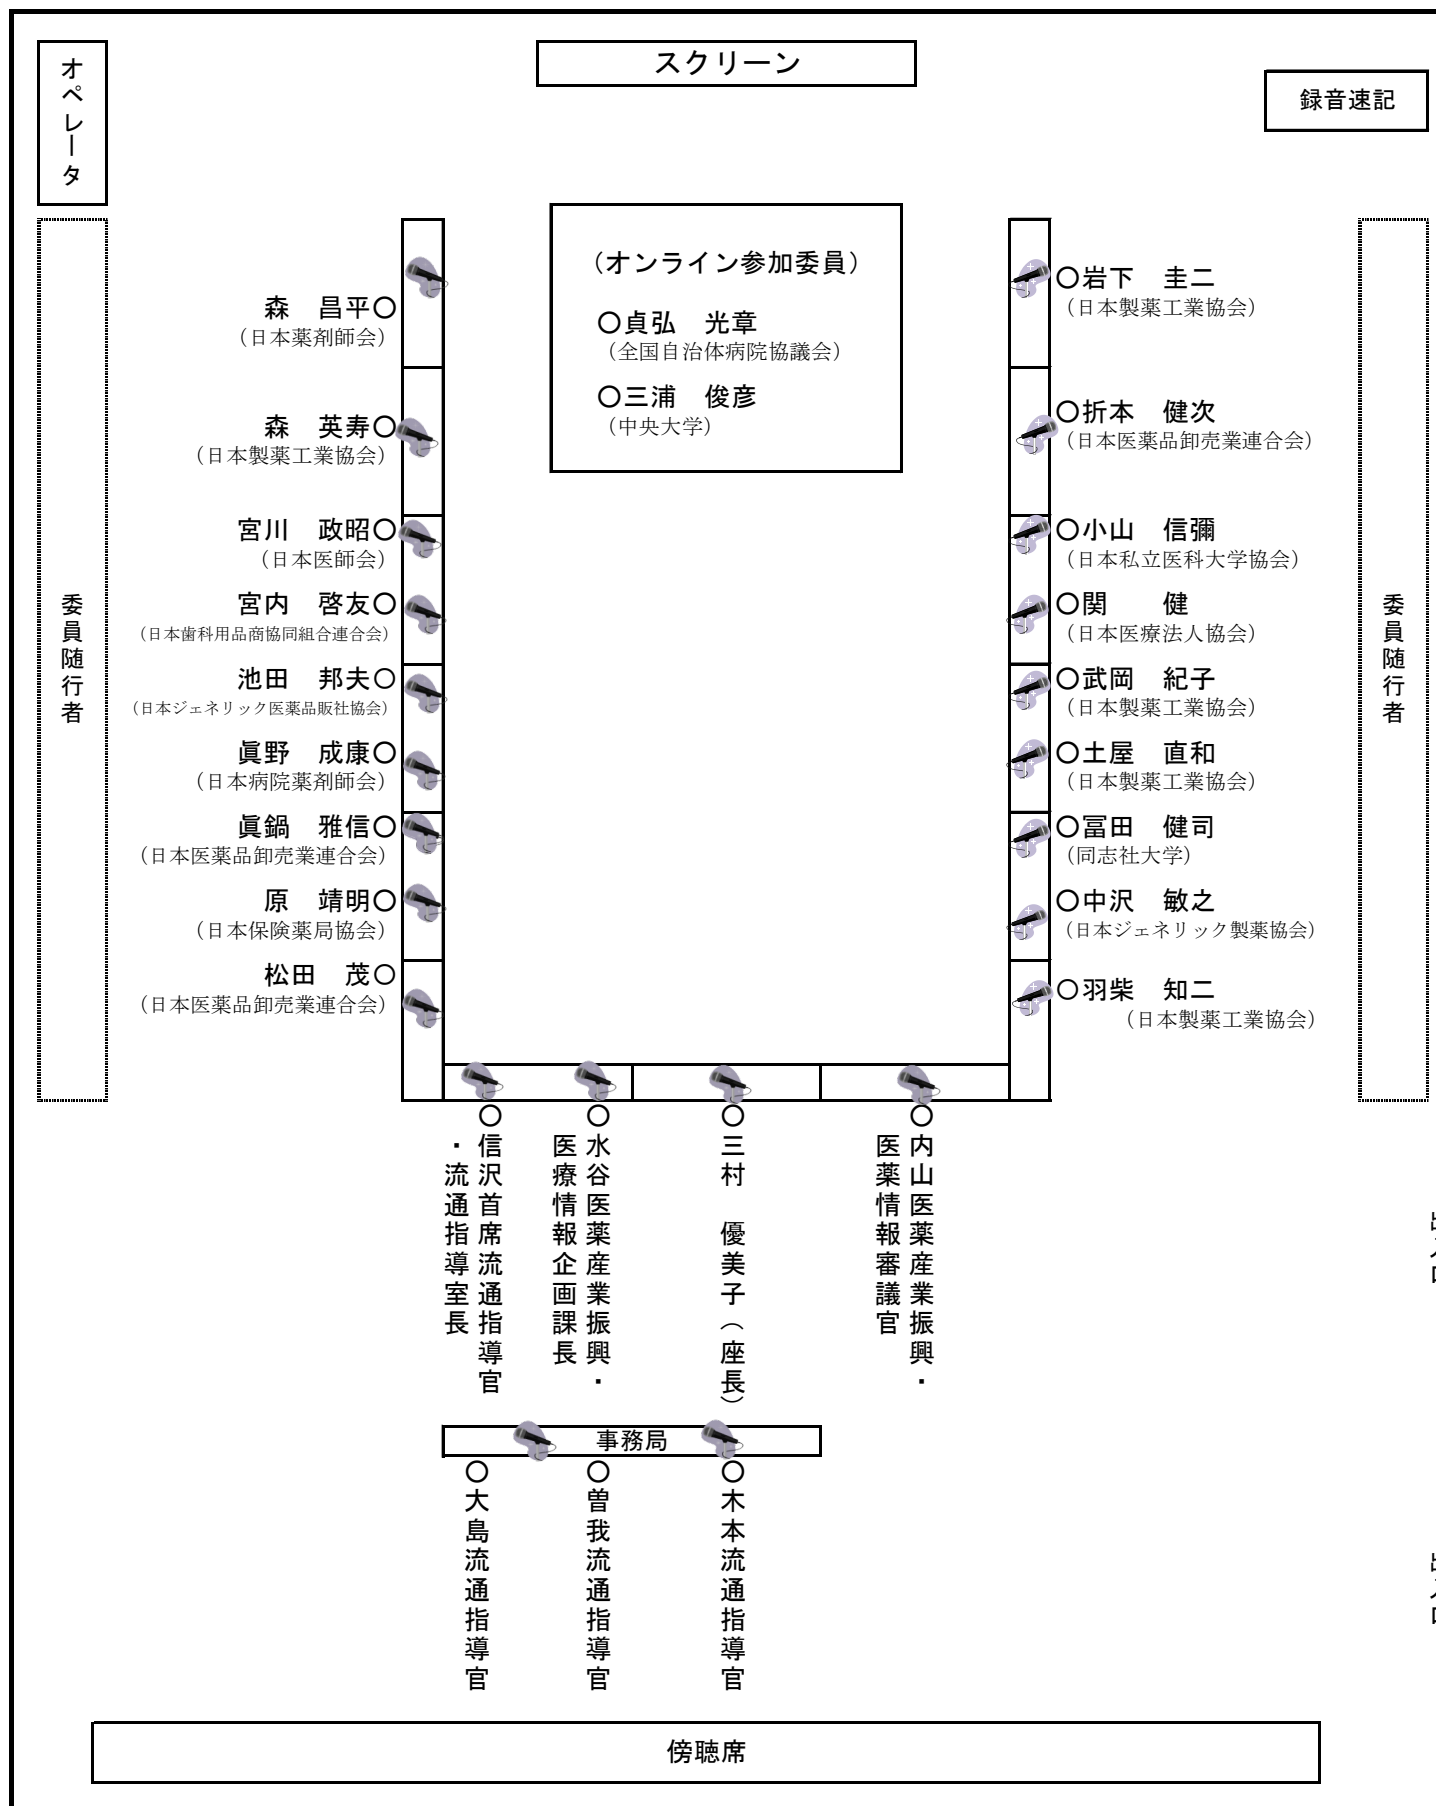 スクリーン
オペレータ
録音速記
（オンライン参加委員）
○貞弘　光章
（全国自治体病院協議会）
○三浦　俊彦
（中央大学）
委員随行者
森　昌平○
（日本薬剤師会）
森　英寿○
（日本製薬工業協会）
宮川　政昭○
（日本医師会）
宮内　啓友○
（日本歯科用品商協同組合連合会）
池田　邦夫○
（日本ジェネリック医薬品販社協会）
眞野　成康○
（日本病院薬剤師会）
眞鍋　雅信○
（日本医薬品卸売業連合会）
原　靖明○
（日本保険薬局協会）
松田　茂○
（日本医薬品卸売業連合会）
○岩下　圭二
（日本製薬工業協会）
○折本　健次
（日本医薬品卸売業連合会）
○小山　信彌
（日本私立医科大学協会）
○関　　健
（日本医療法人協会）
○武岡　紀子
（日本製薬工業協会）
○土屋　直和
（日本製薬工業協会）
○冨田　健司
（同志社大学）
○中沢　敏之
（日本ジェネリック製薬協会）
○羽柴　知二
（日本製薬工業協会）
委員随行者
○信沢首席流通指導官
・流通指導室長
○水谷医薬産業振興・
医療情報企画課長
○三村　優美子（座長）
○内山医薬産業振興・
医薬情報審議官
事務局
○大島流通指導官
○曽我流通指導官
○木本流通指導官
傍聴席